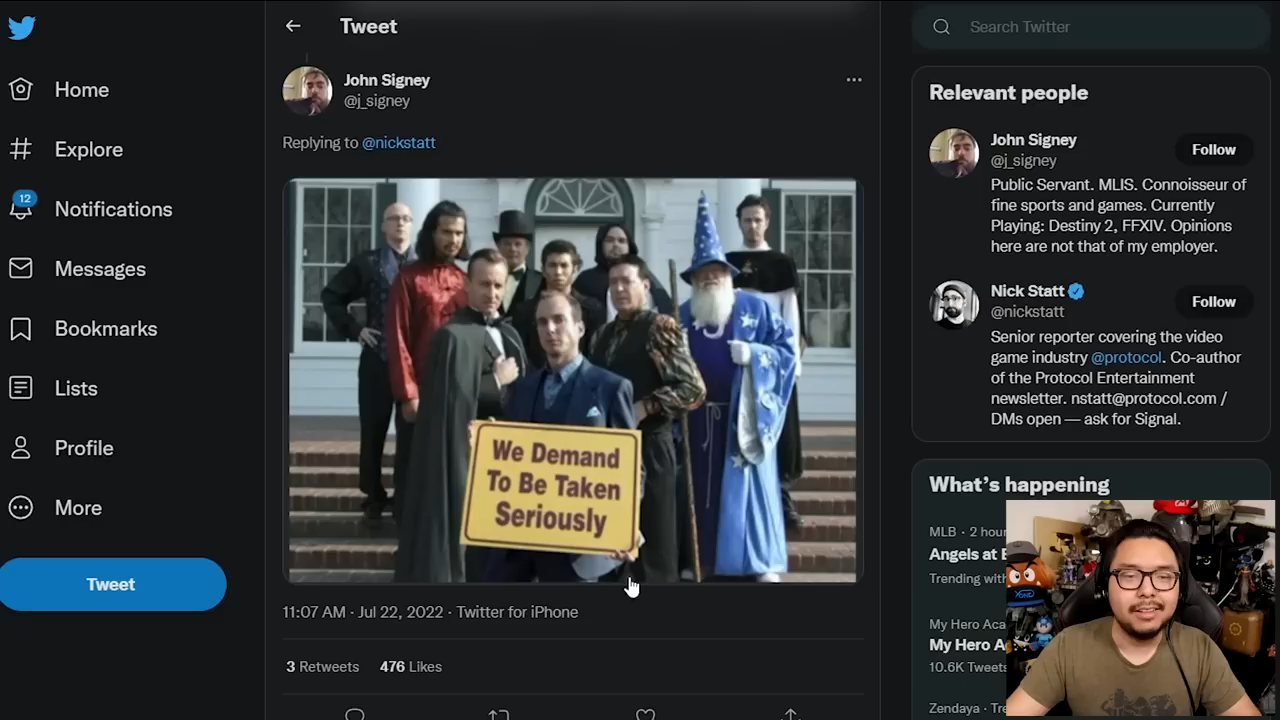 Home
Explore
12
Notifications
Messages
Bookmarks
Lists
Profile
More
Tweet
Tweet
John Signey
@j_signey
Replying to @nickstatt
We Demand
To Be Taken
Seriously
11:07 AM · Jul 22, 2022 · Twitter for iPhone
3 Retweets 476 Likes
Search Twitter
Relevant people
John Signey
@j_signey
Follow
Public Servant. MLIS. Connoisseur of
fine sports and games. Currently
Playing: Destiny 2, FFXIV. Opinions
here are not that of my employer.
Nick Statt
@nickstatt
Follow
Senior reporter covering the video
game industry @protocol. Co-author
of the Protocol Entertainment
newsletter. nstatt@protocol.com /
DMs open — ask for Signal.
What's happening
MLB · 2 hour
Angels at
Trending with
My Hero Aca
My Hero A
10.6K Tweets
Zendaya · Tre